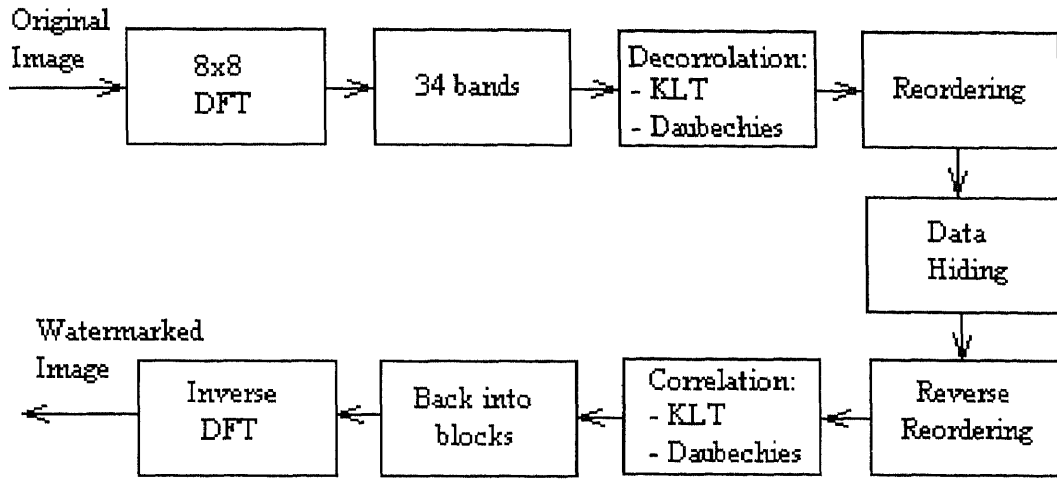 Original
Image
8x8
DFT
34 bands
Decorrolation:
- KLT
- Daubechies
Reordering
Data
Hiding
Watermarked
Image
Inverse
DFT
Back into
blocks
Correlation:
- KLT
- Daubechies
Reverse
Reordering